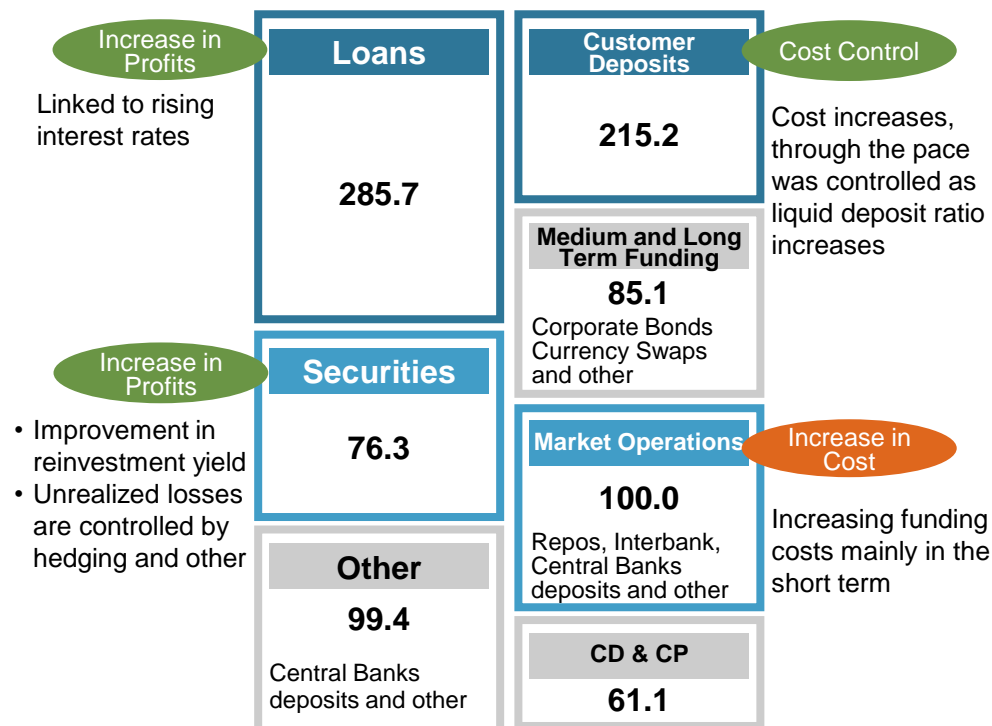 Increase in
Profits
Linked to rising
interest rates
Loans
285.7
Customer
Deposits
215.2
Cost Control
Cost increases,
through the pace
was controlled as
liquid deposit ratio
increases
Medium and Long
Term Funding
85.1
Corporate Bonds
Currency Swaps
and other
Increase in
Profits
• Improvement in
reinvestment yield
• Unrealized losses
are controlled by
hedging and other
Securities
76.3
Market Operations
100.0
Repos, Interbank,
Central Banks
deposits and other
Increase in
Cost
Increasing funding
costs mainly in the
short term
Other
99.4
Central Banks
deposits and other
CD & CP
61.1